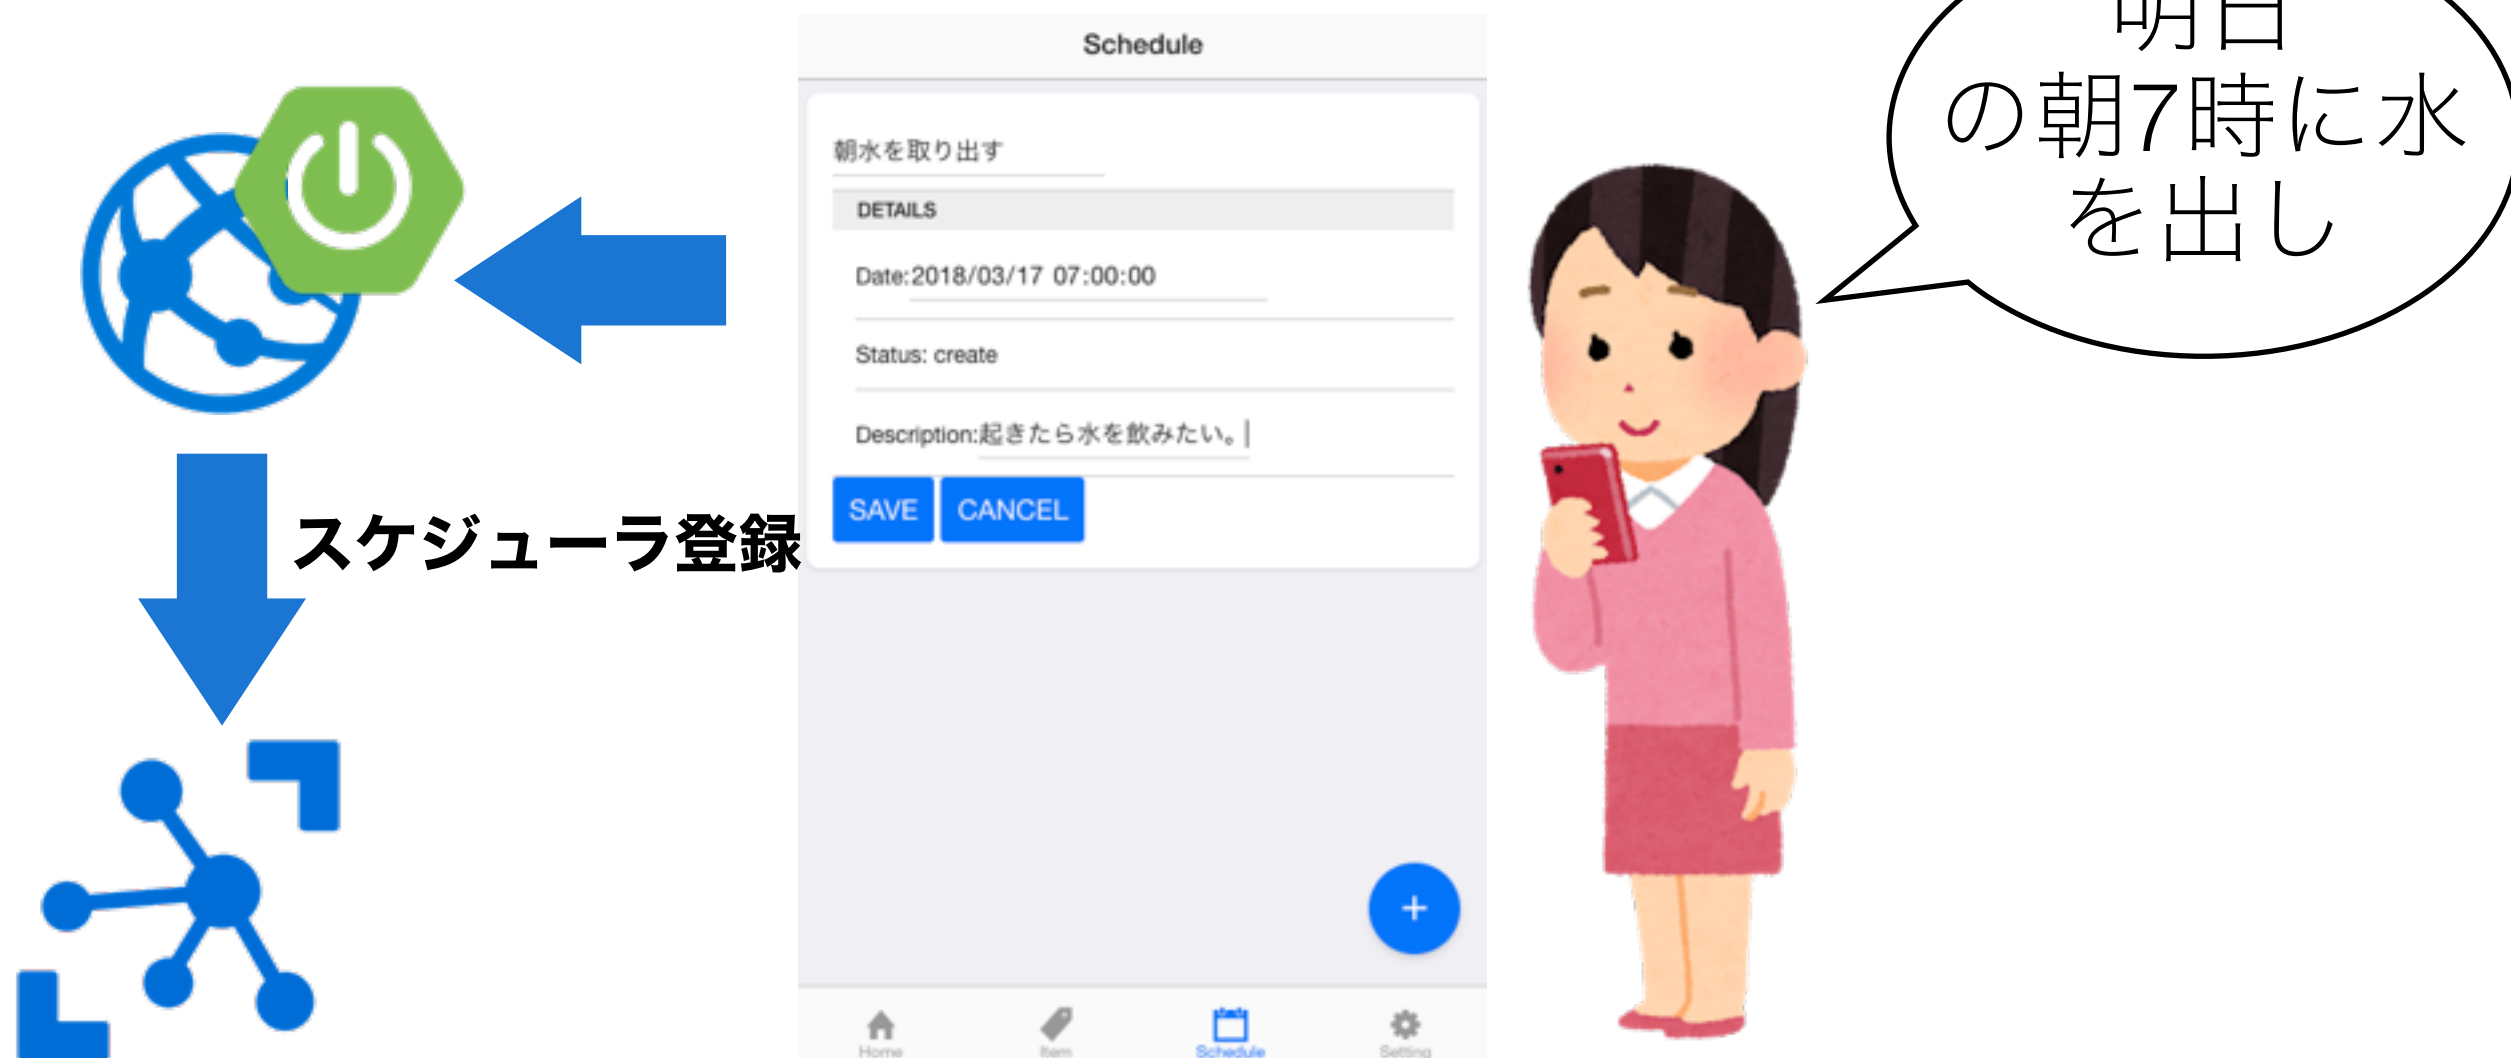 明日
の朝7時に水
を出し
Schedule
朝水を取り出す
DETAILS
Date:2018/03/17 07:00:00
Status: create
Description:起きたら水を飲みたい。
SAVE CANCEL
スケジューラ登録
+
Home Item Schedule Setting